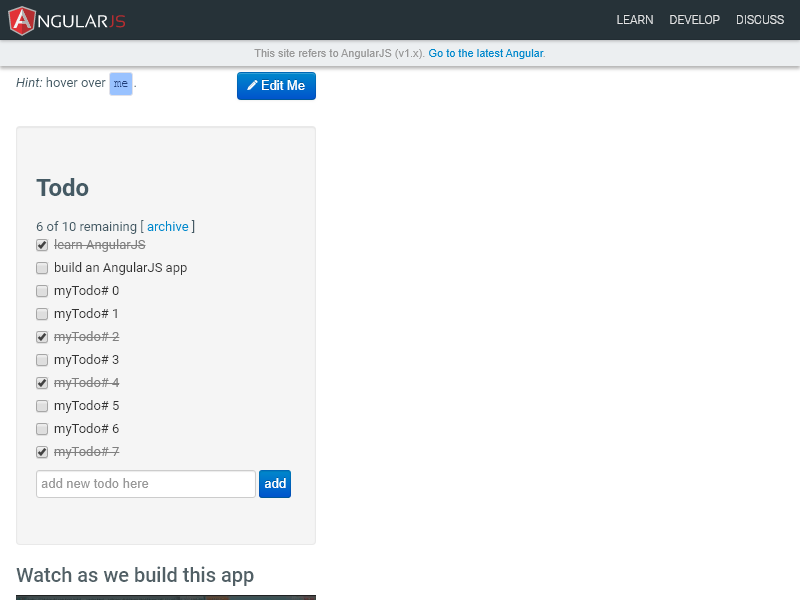 ANGULARJS LEARN DEVELOP DISCUSS
This site refers to AngularJS (v1.x). Go to the latest Angular.
Hint: hover over me . Edit Me
Todo
6 of 10 remaining [ archive ]
learn AngularJS
build an AngularJS app
myTodo# 0
myTodo# 1
myTodo# 2
myTodo# 3
myTodo# 4
myTodo# 5
myTodo# 6
myTodo# 7
add new todo here add
Watch as we build this app